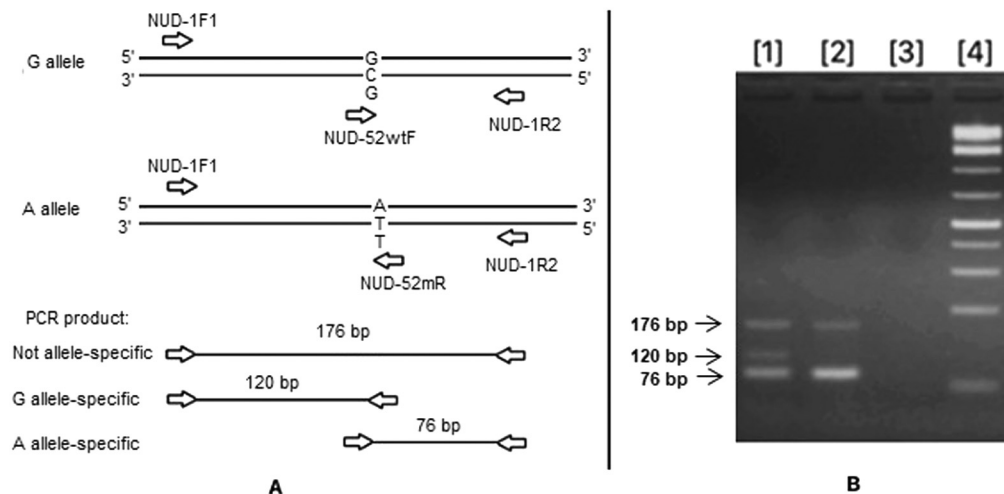 NUD-1F1
5' G 3'
G allele
3' C 5'
G
NUD-52wtF
NUD-1R2
NUD-1F1
5' A 3'
A allele
3' T 5'
T
NUD-52mR
NUD-1R2
PCR product:
176 bp
Not allele-specific
120 bp
G allele-specific
76 bp
A allele-specific
A
[1] [2] [3] [4]
176 bp
120 bp
76 bp
B